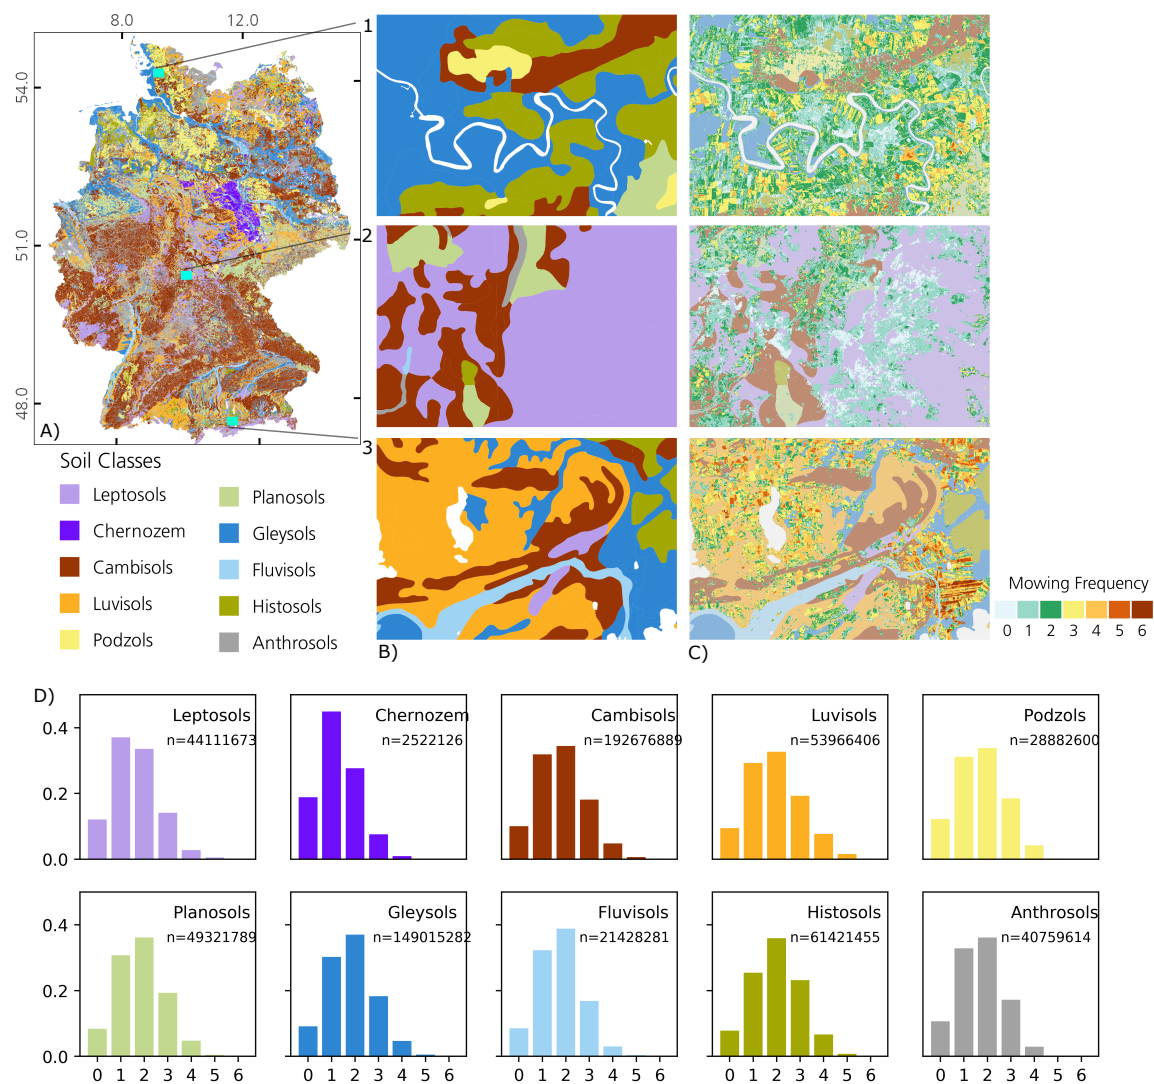 8.0 12.0
1
54.0
51.0
2
48.0
A)
3
Soil Classes
Leptosols
Chernozem
Cambisols
Luvisols
Podzols
Planosols
Gleysols
Fluvisols
Histosols
Anthrosols
B)
C)
Mowing Frequency
0 1 2 3 4 5 6
D)
Leptosols
n=44111673
0.4
0.2
0.0
Chernozem
n=2522126
Cambisols
n=192676889
Luvisols
n=53966406
Podzols
n=28882600
Planosols
n=49321789
0.4
0.2
0.0
0 1 2 3 4 5 6
Gleysols
n=149015282
0 1 2 3 4 5 6
Fluvisols
n=21428281
0 1 2 3 4 5 6
Histosols
n=61421455
0 1 2 3 4 5 6
Anthrosols
n=40759614
0 1 2 3 4 5 6